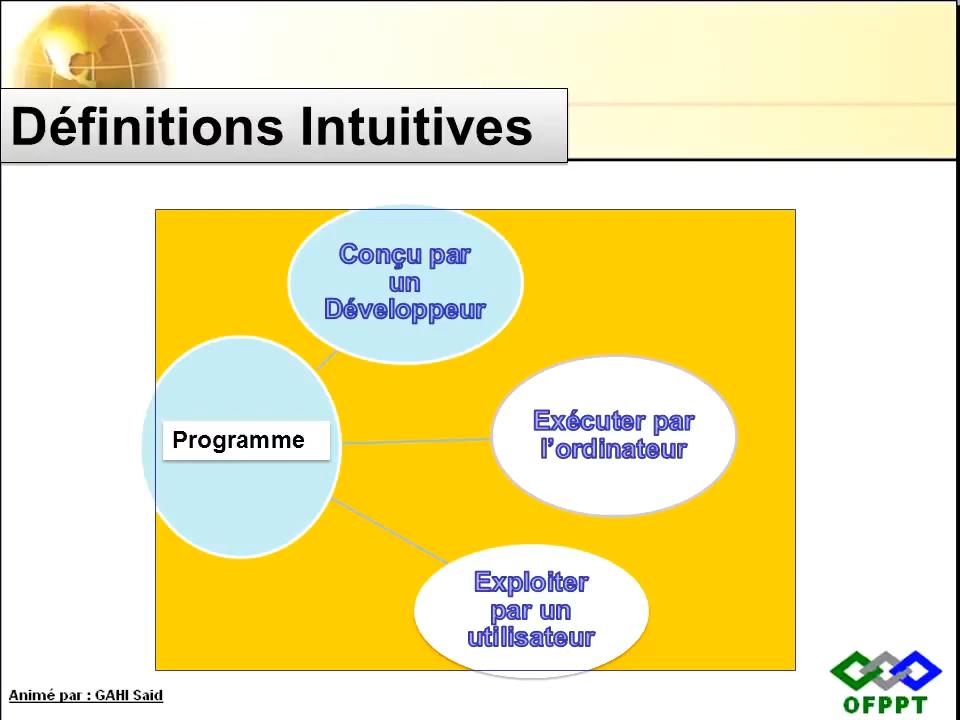 Définitions Intuitives
Conçu par
un
Développeur
Programme
Exécuter par
l’ordinateur
Exploiter
par un
utilisateur
Animé par : GAHI Said
OFPPT